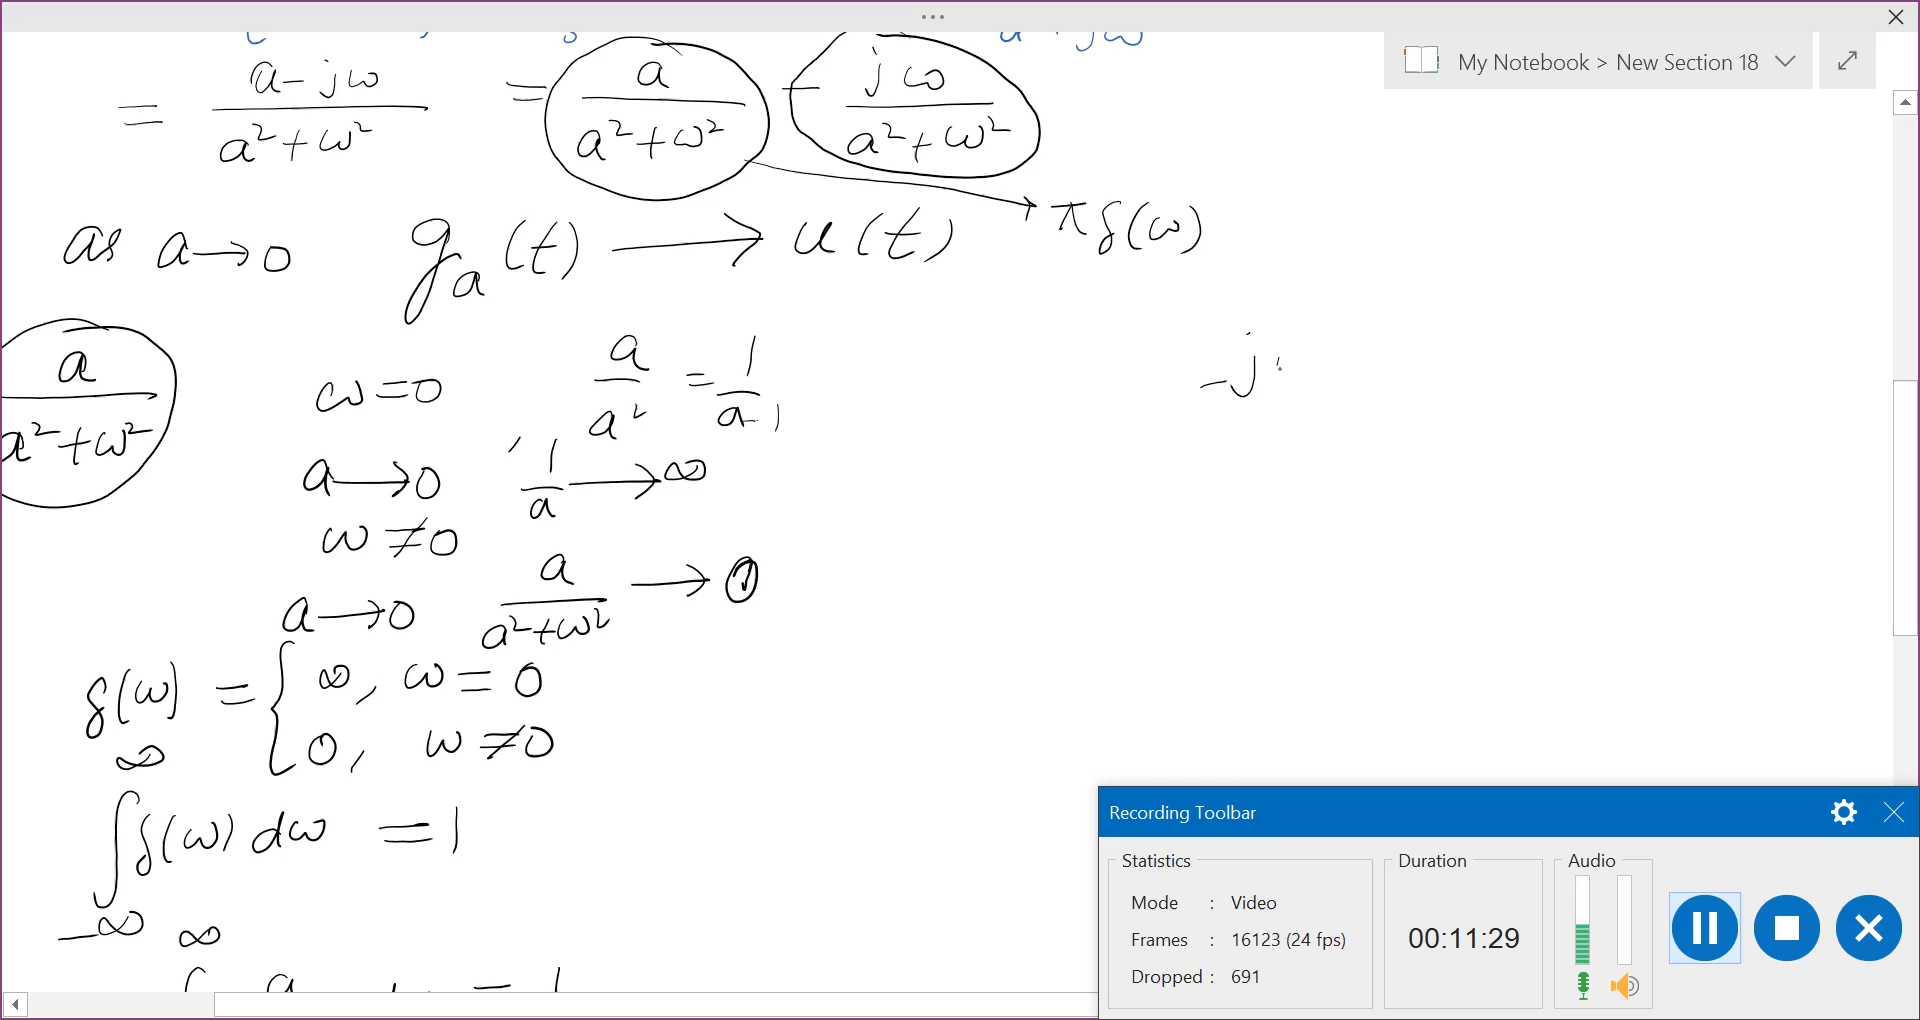 My Notebook > New Section 18
= a - jω / a² + ω² = a / a² + ω² - jω / a² + ω²
as a → 0 g_a(t) → u(t) → π δ(ω)
a / a² + ω²
ω = 0 a / a² = 1 / a
-j
a → 0 1 / a → ∞
ω ≠ 0
a → 0 a / a² + ω² → 0
δ(ω) = { ∞, ω = 0
0, ω ≠ 0
∞
∫ δ(ω) dω = 1
-∞ ∞
Recording Toolbar
Statistics
Mode : Video
Frames : 16123 (24 fps)
Dropped : 691
Duration
00:11:29
Audio